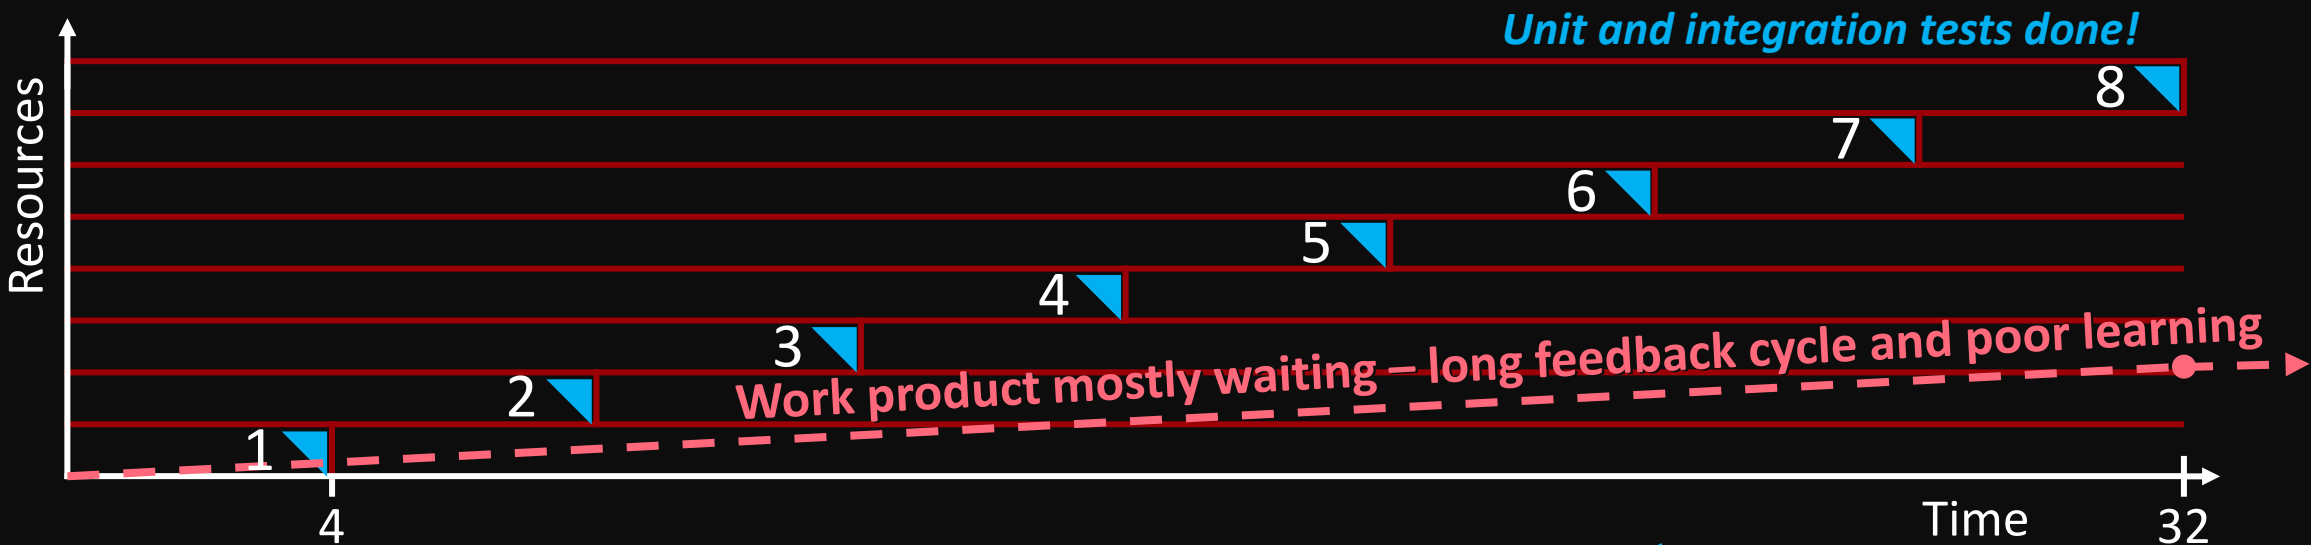 Unit and integration tests done!
Resources
8
7
6
5
4
3
2
1
Work product mostly waiting – long feedback cycle and poor learning
4
Time
32